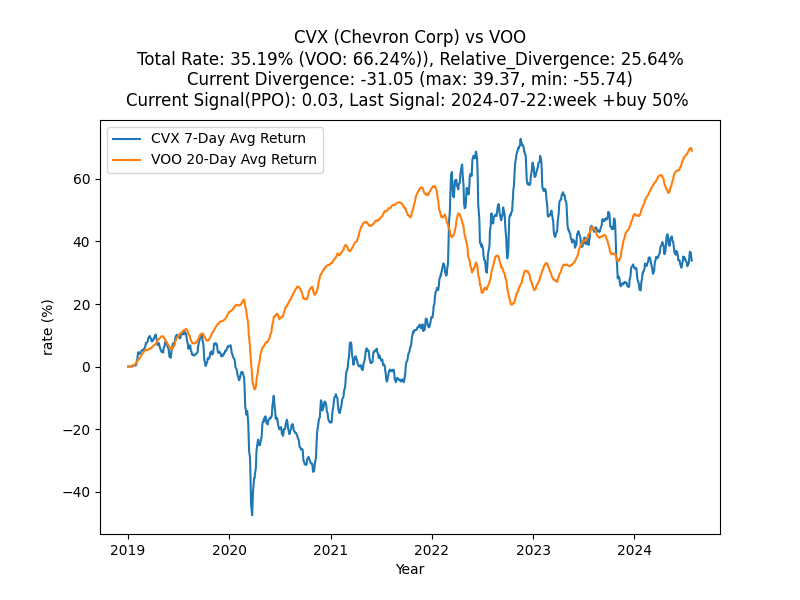 CVX (Chevron Corp) vs VOO
Total Rate: 35.19% (VOO: 66.24%)), Relative_Divergence: 25.64%
Current Divergence: -31.05 (max: 39.37, min: -55.74)
Current Signal(PPO): 0.03, Last Signal: 2024-07-22:week +buy 50%
CVX 7-Day Avg Return
VOO 20-Day Avg Return
rate (%)
60
40
20
0
−20
−40
2019 2020 2021 2022 2023 2024
Year